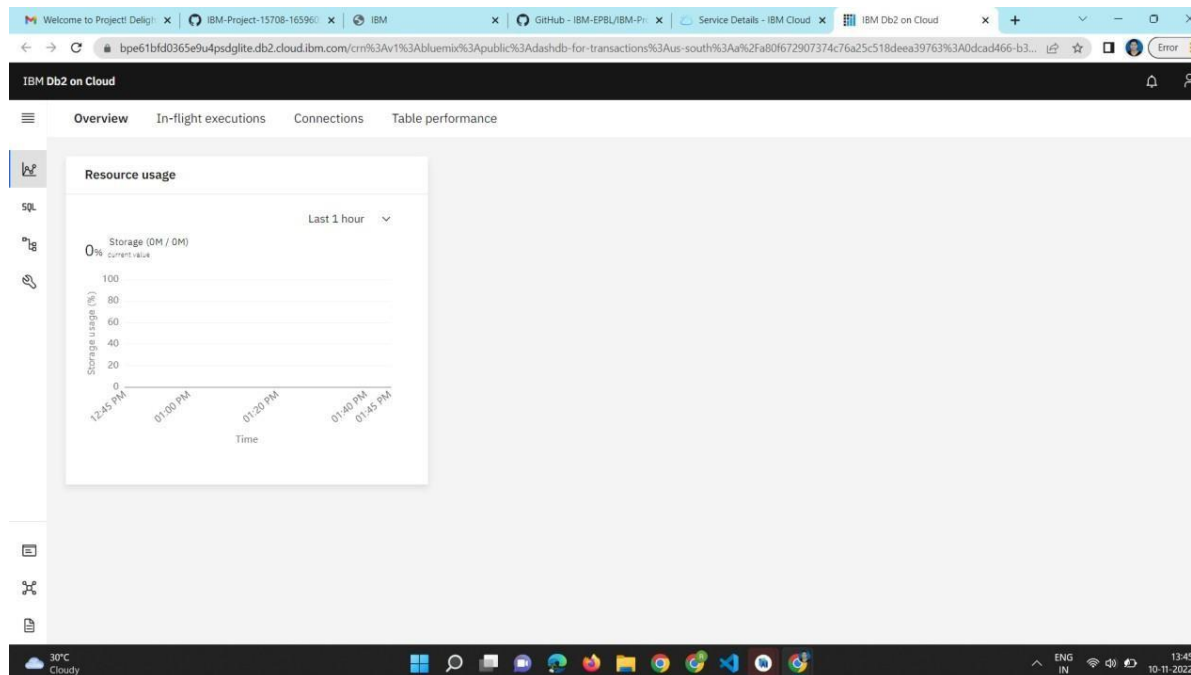 Welcome to Project! Deligh
IBM-Project-15708-165960
IBM
GitHub - IBM-EPBL/IBM-Pro
Service Details - IBM Cloud
IBM Db2 on Cloud
bpe61bfd0365e9u4psdglite.db2.cloud.ibm.com/crn%3Av1%3Abluemix%3Apublic%3Adashdb-for-transactions%3Aus-south%3Aa%2Fa80f672907374c76a25c518deea39763%3A0dcad466-b3...
Error
IBM Db2 on Cloud
Overview In-flight executions Connections Table performance
Resource usage
SQL
Last 1 hour
0% Storage (0M / 0M)
current value
Storage usage (%)
100
80
60
40
20
0
12:45 PM 01:00 PM 01:20 PM 01:40 PM 01:45 PM
Time
30°C
Cloudy
ENG
IN
13:45
10-11-2022